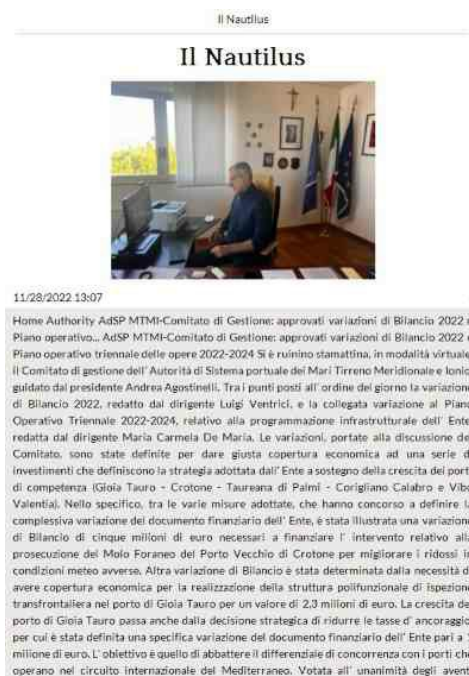 Il Nautilus
Il Nautilus
11/28/2022 13:07
Home Authority AdSP MTMI-Comitato di Gestione: approvati variazioni di Bilancio 2022 e
Piano operativo... AdSP MTMI-Comitato di Gestione: approvati variazioni di Bilancio 2022 e
Piano operativo triennale delle opere 2022-2024 Si è ruinino stamattina, in modalità virtuale,
il Comitato di gestione dell' Autorità di Sistema portuale dei Mari Tirreno Meridionale e Ionio,
guidato dal presidente Andrea Agostinelli. Tra i punti posti all' ordine del giorno la variazione
di Bilancio 2022, redatto dal dirigente Luigi Ventrici, e la collegata variazione al Piano
Operativo Triennale 2022-2024, relativo alla programmazione infrastrutturale dell' Ente,
redatta dal dirigente Maria Carmela De Maria. Le variazioni, portate alla discussione del
Comitato, sono state definite per dare giusta copertura economica ad una serie di
investimenti che definiscono la strategia adottata dall' Ente a sostegno della crescita dei porti
di competenza (Gioia Tauro - Crotone - Taureana di Palmi - Corigliano Calabro e Vibo
Valentia). Nello specifico, tra le varie misure adottate, che hanno concorso a definire la
complessiva variazione del documento finanziario dell' Ente, è stata illustrata una variazione
di Bilancio di cinque milioni di euro necessari a finanziare l' intervento relativo alla
prosecuzione del Molo Foraneo del Porto Vecchio di Crotone per migliorare i ridossi in
condizioni meteo avverse. Altra variazione di Bilancio è stata determinata dalla necessità di
avere copertura economica per la realizzazione della struttura polifunzionale di ispezione
transfrontaliera nel porto di Gioia Tauro per un valore di 2,3 milioni di euro. La crescita del
porto di Gioia Tauro passa anche dalla decisione strategica di ridurre le tasse d' ancoraggio
per cui è stata definita una specifica variazione del documento finanziario dell' Ente pari a 1
milione di euro. L' obiettivo è quello di abbattere il differenziale di concorrenza con i porti che
operano nel circuito internazionale del Mediterraneo. Votata all' unanimità degli aventi